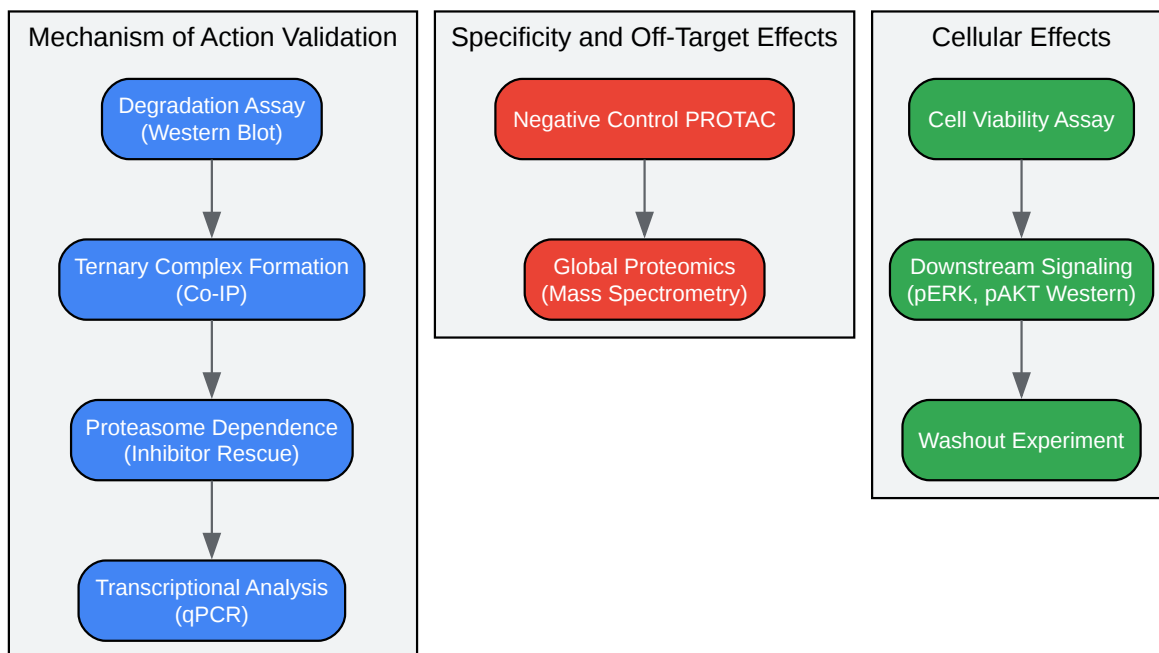 Mechanism of Action Validation
Degradation Assay
(Western Blot)
Ternary Complex Formation
(Co-IP)
Proteasome Dependence
(Inhibitor Rescue)
Transcriptional Analysis
(qPCR)
Specificity and Off-Target Effects
Negative Control PROTAC
Global Proteomics
(Mass Spectrometry)
Cellular Effects
Cell Viability Assay
Downstream Signaling
(pERK, pAKT Western)
Washout Experiment